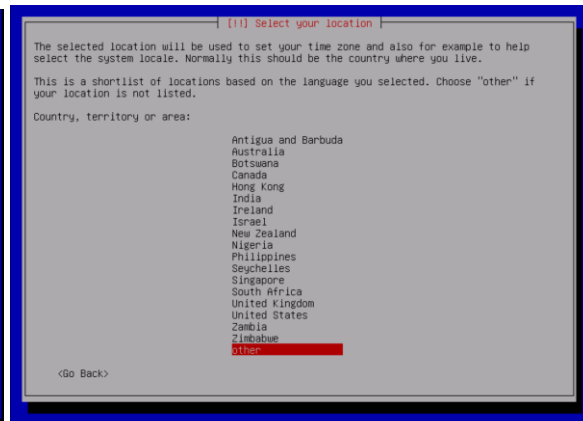 [!!] Select your location
The selected location will be used to set your time zone and also for example to help
select the system locale. Normally this should be the country where you live.
This is a shortlist of locations based on the language you selected. Choose "other" if
your location is not listed.
Country, territory or area:
Antigua and Barbuda
Australia
Botswana
Canada
Hong Kong
India
Ireland
Israel
New Zealand
Nigeria
Philippines
Seychelles
Singapore
South Africa
United Kingdom
United States
Zambia
Zimbabwe
other
<Go Back>